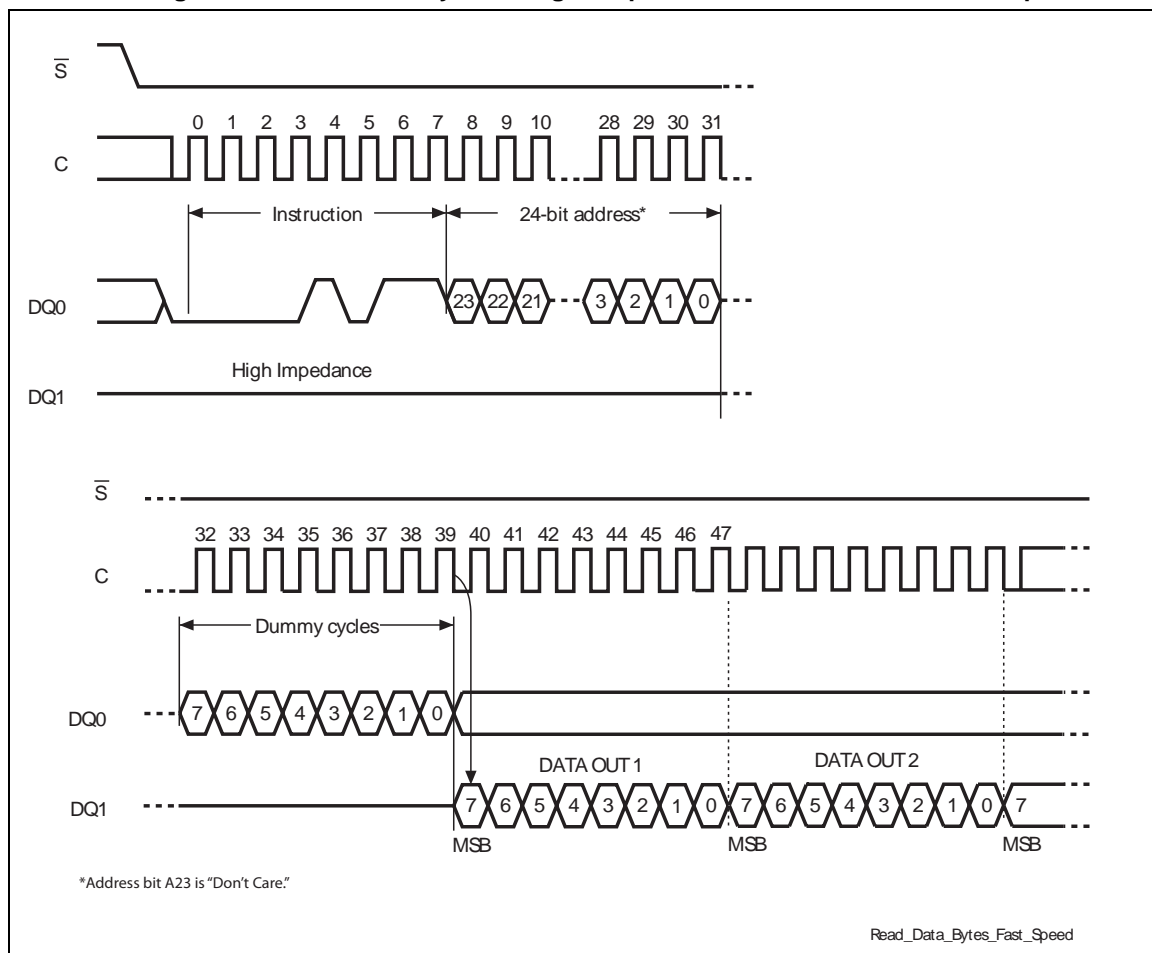 S
0 1 2 3 4 5 6 7 8 9 10 28 29 30 31
C
Instruction 24-bit address*
DQ0 23 22 21 3 2 1 0
High Impedance
DQ1
S
32 33 34 35 36 37 38 39 40 41 42 43 44 45 46 47
C
Dummy cycles
DQ0 7 6 5 4 3 2 1 0
DATA OUT 1 DATA OUT 2
DQ1 7 6 5 4 3 2 1 0 7 6 5 4 3 2 1 0 7
MSB MSB MSB
*Address bit A23 is “Don’t Care.”
Read_Data_Bytes_Fast_Speed